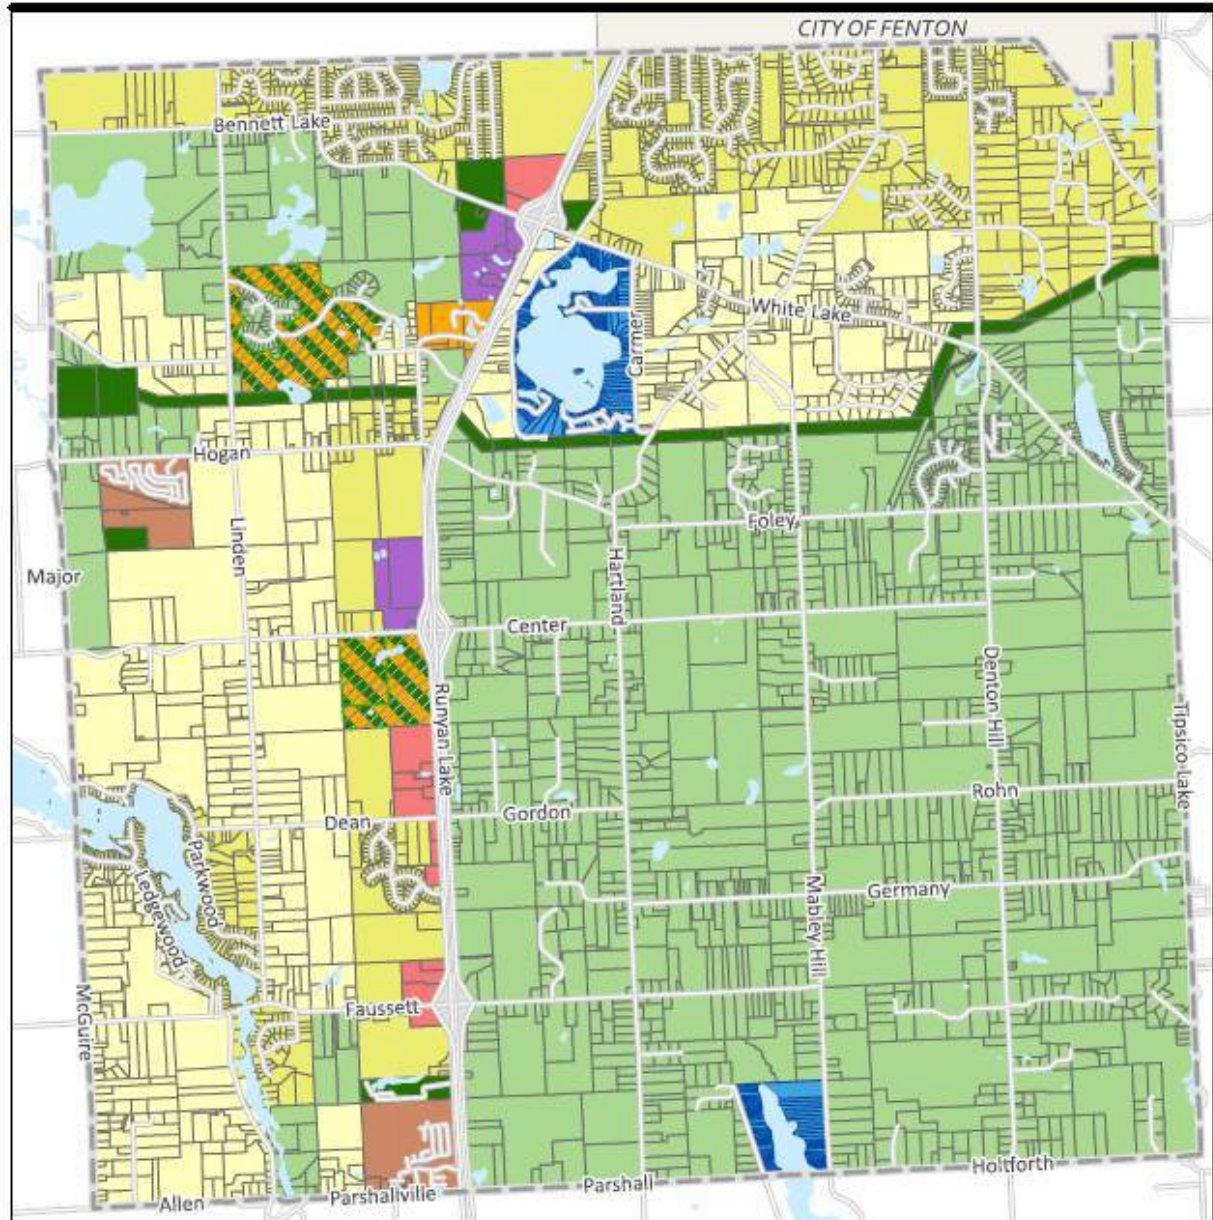 CITY OF FENTON
Bennett Lake
White Lake
Carmer
Hogan
Linden
Foley
Major
Hartland
Center
Denton Hill
Runyan Lake
Tipsico Lake
Rohn
Dean
Gordon
Parkwood
Ledgewood
Germany
Mabley Hill
McGuire
Faussett
Holtforth
Parshall
Parshallville
Allen